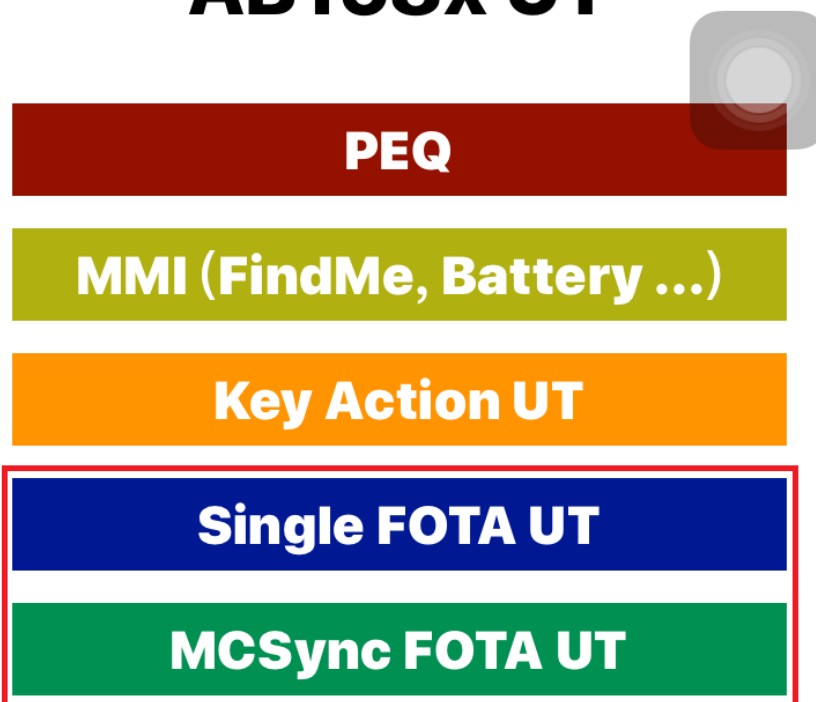 PEQ
MMI (FindMe, Battery ...)
Key Action UT
Single FOTA UT
MCSync FOTA UT